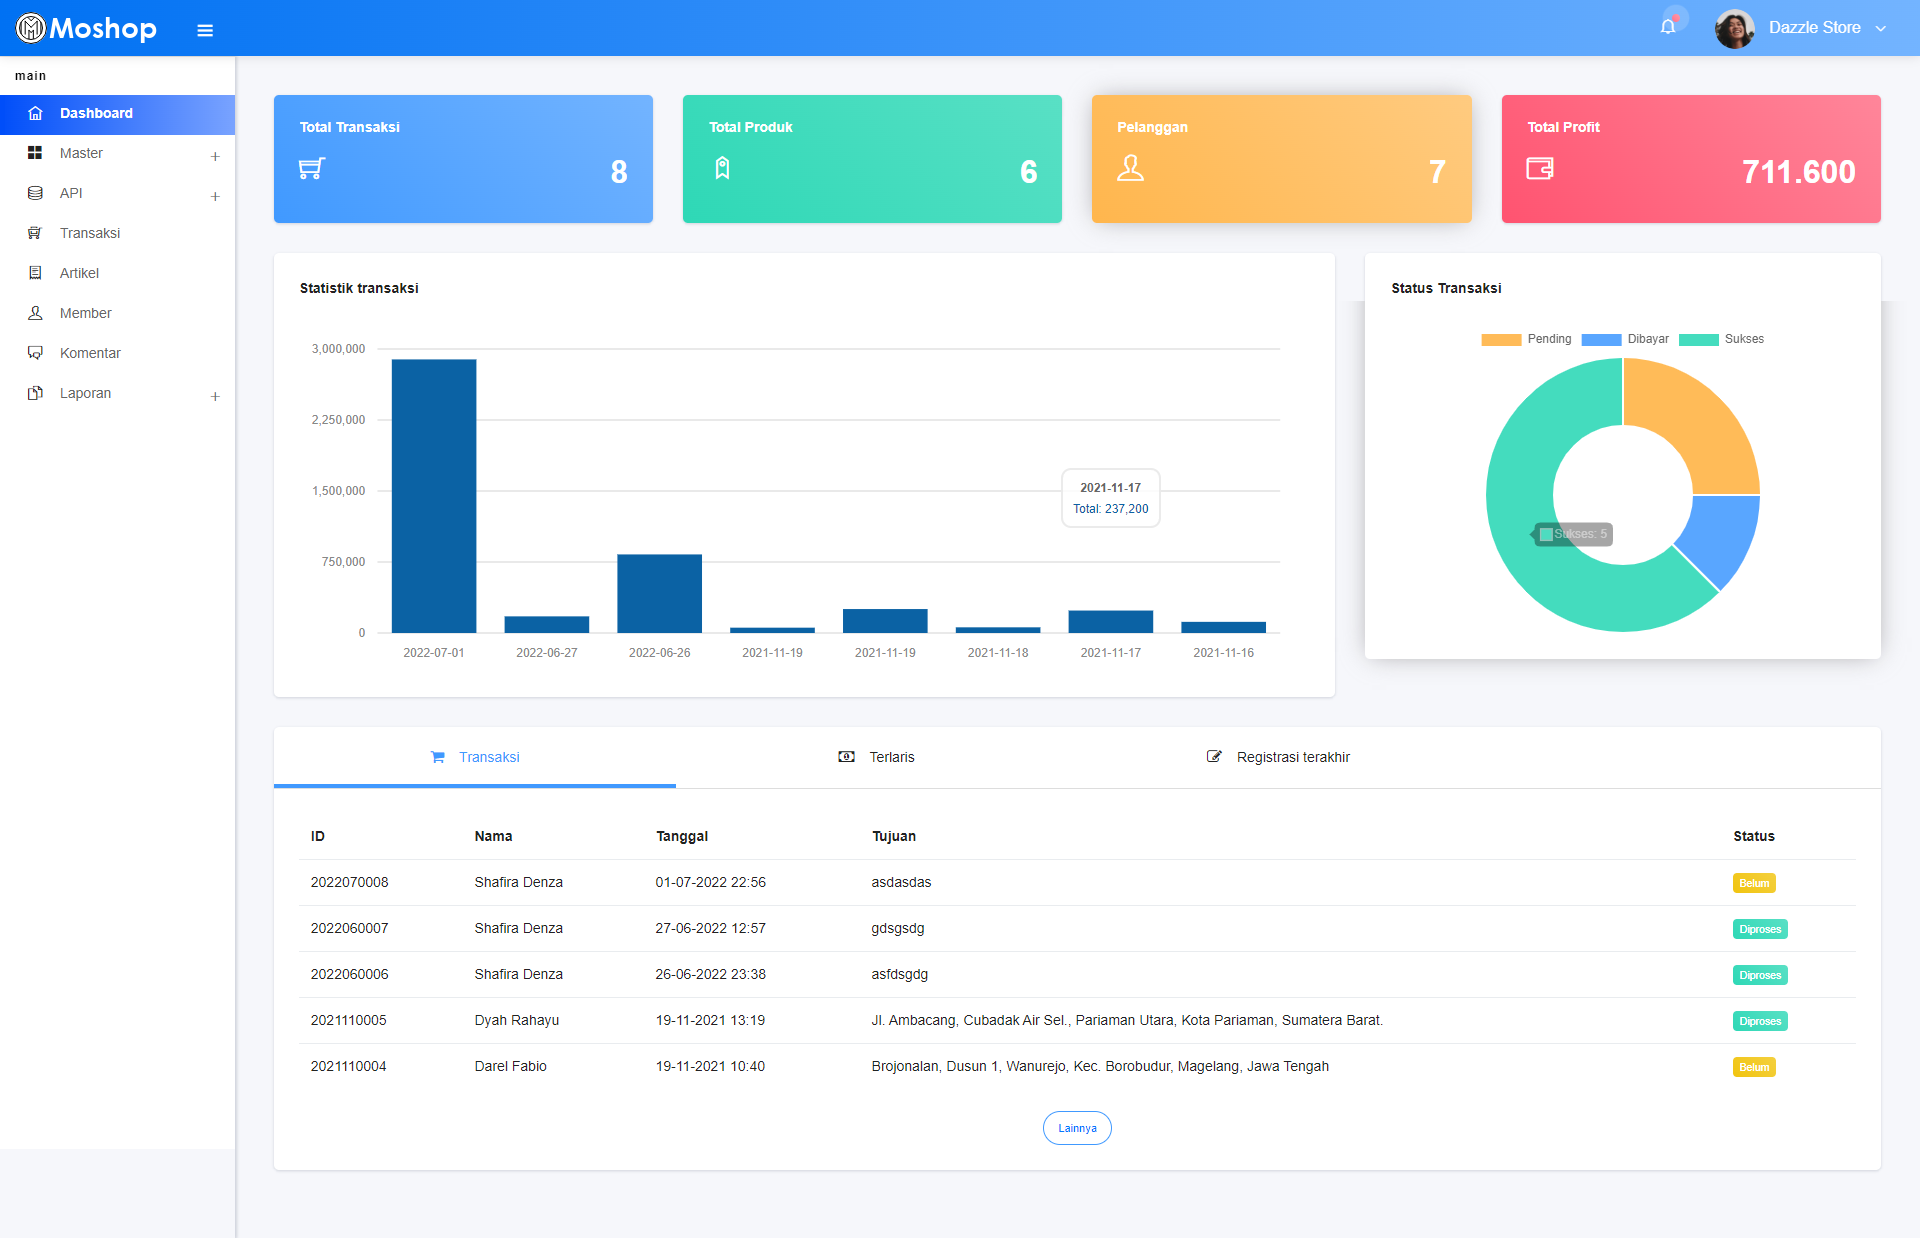 Moshop
Dazzle Store
main
Dashboard
Master
API
Transaksi
Artikel
Member
Komentar
Laporan
Total Transaksi
8
Total Produk
6
Pelanggan
7
Total Profit
711.600
Statistik transaksi
3,000,000
2,250,000
1,500,000
750,000
0
2021-11-17
Total: 237,200
2022-07-01 2022-06-27 2022-06-26 2021-11-19 2021-11-19 2021-11-18 2021-11-17 2021-11-16
Status Transaksi
Pending Dibayar Sukses
Sukses: 5
Transaksi Terlaris Registrasi terakhir
ID Nama Tanggal Tujuan Status
2022070008 Shafira Denza 01-07-2022 22:56 asdasdas Belum
2022060007 Shafira Denza 27-06-2022 12:57 gdsgsdg Diproses
2022060006 Shafira Denza 26-06-2022 23:38 asfdsgdg Diproses
2021110005 Dyah Rahayu 19-11-2021 13:19 Jl. Ambacang, Cubadak Air Sel., Pariaman Utara, Kota Pariaman, Sumatera Barat. Diproses
2021110004 Darel Fabio 19-11-2021 10:40 Brojonalan, Dusun 1, Wanurejo, Kec. Borobudur, Magelang, Jawa Tengah Belum
Lainnya